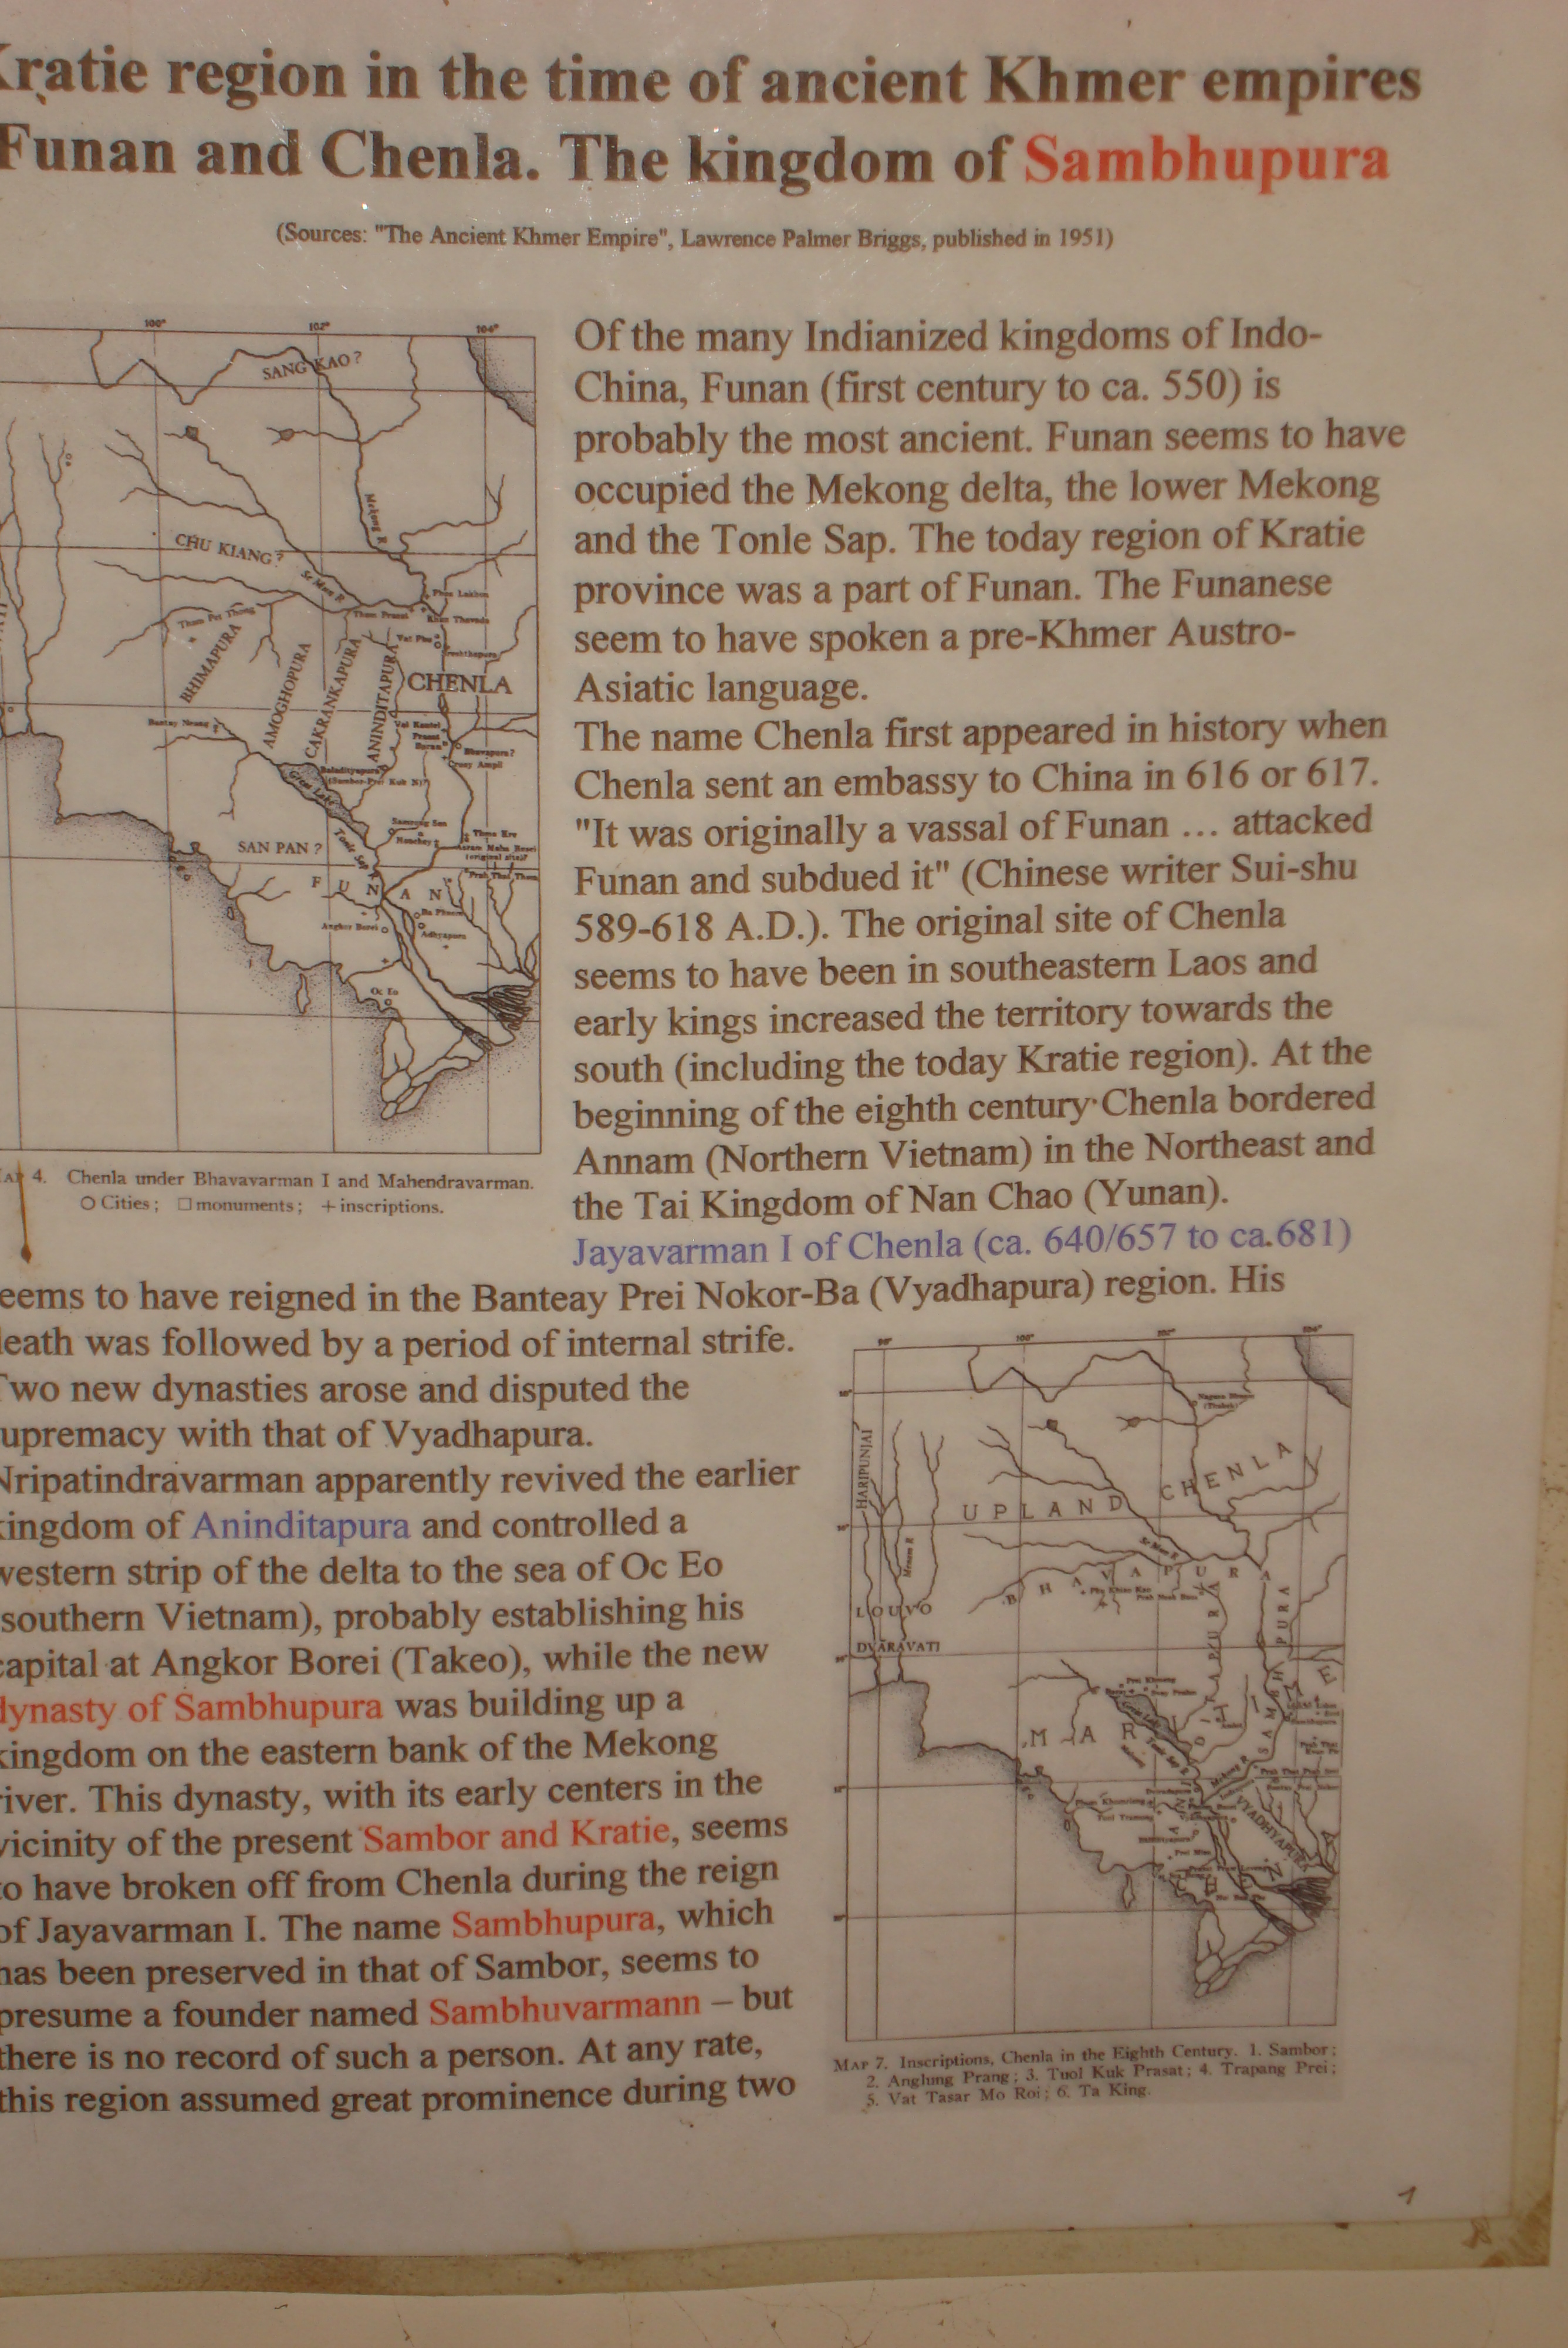 Kratie region in the time of ancient Khmer empires
Funan and Chenla. The kingdom of Sambhupura
(Sources: "The Ancient Khmer Empire", Lawrence Palmer Briggs, published in 1951)
100° 102° 104°
SANG KAO?
Mekong R.
CHU KIANG?
Se Mun R
BHIMAPURA
AMOGHOPURA
CAKRANKAPURA
ANINDITAPURA
CHENLA
SAN PAN ?
F U N A N
Angkor Borei
Oc Eo
MAP 4. Chenla under Bhavavarman I and Mahendravarman.
O Cities; □ monuments; + inscriptions.
Of the many Indianized kingdoms of Indo-
China, Funan (first century to ca. 550) is
probably the most ancient. Funan seems to have
occupied the Mekong delta, the lower Mekong
and the Tonle Sap. The today region of Kratie
province was a part of Funan. The Funanese
seem to have spoken a pre-Khmer Austro-
Asiatic language.
The name Chenla first appeared in history when
Chenla sent an embassy to China in 616 or 617.
"It was originally a vassal of Funan … attacked
Funan and subdued it" (Chinese writer Sui-shu
589-618 A.D.). The original site of Chenla
seems to have been in southeastern Laos and
early kings increased the territory towards the
south (including the today Kratie region). At the
beginning of the eighth century Chenla bordered
Annam (Northern Vietnam) in the Northeast and
the Tai Kingdom of Nan Chao (Yunan).
Jayavarman I of Chenla (ca. 640/657 to ca.681)
eems to have reigned in the Banteay Prei Nokor-Ba (Vyadhapura) region. His
death was followed by a period of internal strife.
Two new dynasties arose and disputed the
upremacy with that of Vyadhapura.
Nripatindravarman apparently revived the earlier
kingdom of Aninditapura and controlled a
western strip of the delta to the sea of Oc Eo
southern Vietnam), probably establishing his
capital at Angkor Borei (Takeo), while the new
dynasty of Sambhupura was building up a
kingdom on the eastern bank of the Mekong
river. This dynasty, with its early centers in the
vicinity of the present Sambor and Kratie, seems
to have broken off from Chenla during the reign
of Jayavarman I. The name Sambhupura, which
has been preserved in that of Sambor, seems to
presume a founder named Sambhuvarmann – but
there is no record of such a person. At any rate,
this region assumed great prominence during two
HARIPUNJAI
UPLAND CHENLA
BHAVAPURA
LOUVO
DVARAVATI
MARITIME
VYADHYAPURA
MAP 7. Inscriptions, Chenla in the Eighth Century. 1. Sambor;
2. Anglung Prang; 3. Tuol Kuk Prasat; 4. Trapang Prei;
5. Vat Tasar Mo Roi; 6. Ta King.
1